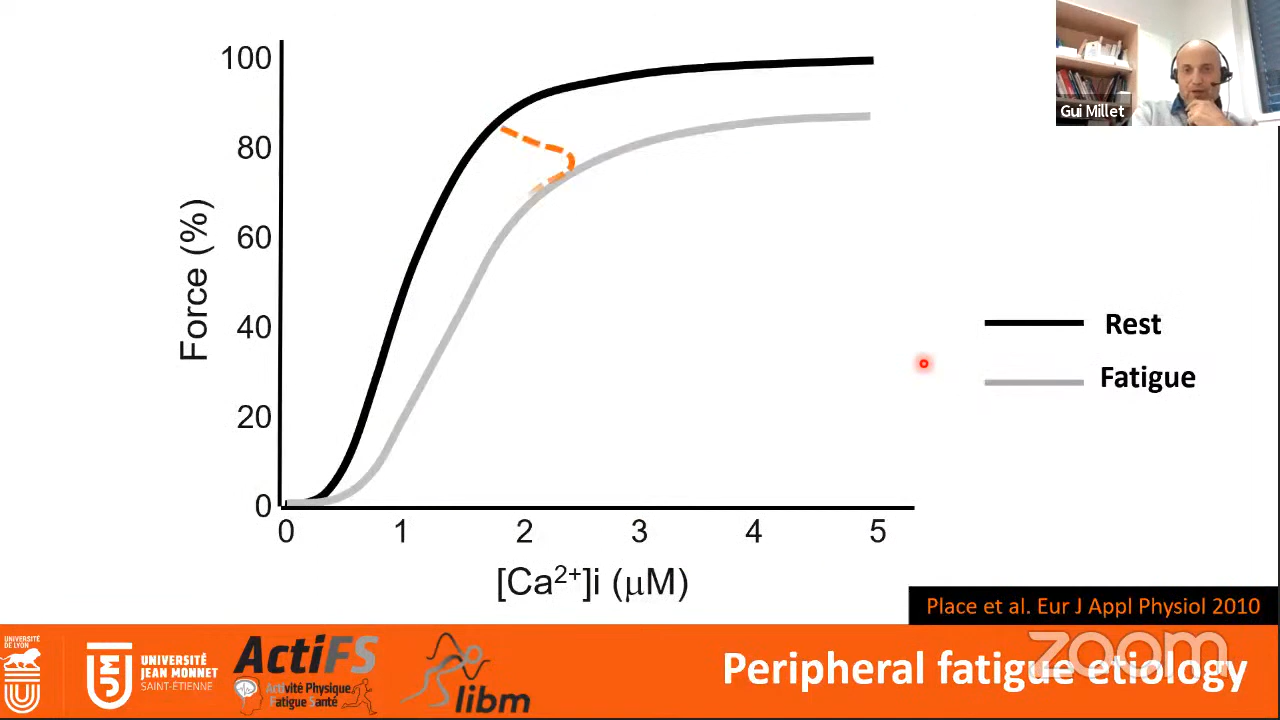 100
80
60
40
20
0
Force (%)
0 1 2 3 4 5
[Ca²⁺]i (μM)
Gui Millet
Rest
Fatigue
Place et al. Eur J Appl Physiol 2010
UNIVERSITÉ
DE LYON
UNIVERSITÉ
JEAN MONNET
SAINT-ÉTIENNE
ActiFS
Activité Physique
Fatigue Santé
libm
Peripheral fatigue etiology
zoom